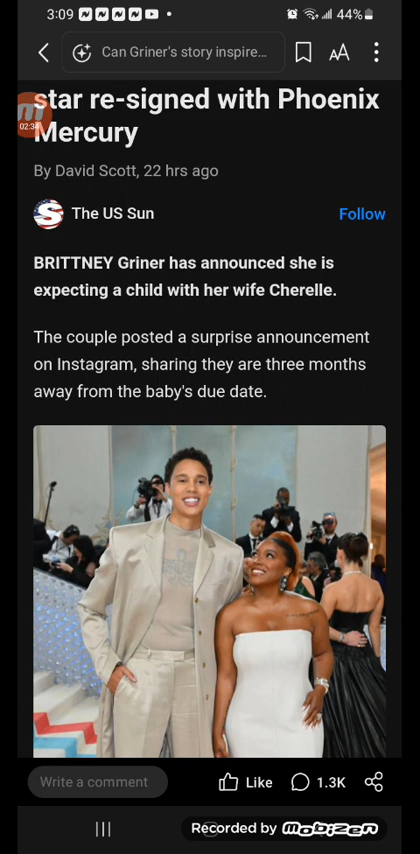 3:09 44%
Can Griner's story inspire...
AA
star re-signed with Phoenix
Mercury
02:34
By David Scott, 22 hrs ago
S The US Sun Follow
BRITTNEY Griner has announced she is
expecting a child with her wife Cherelle.
The couple posted a surprise announcement
on Instagram, sharing they are three months
away from the baby's due date.
Write a comment Like 1.3K
Recorded by mobizen